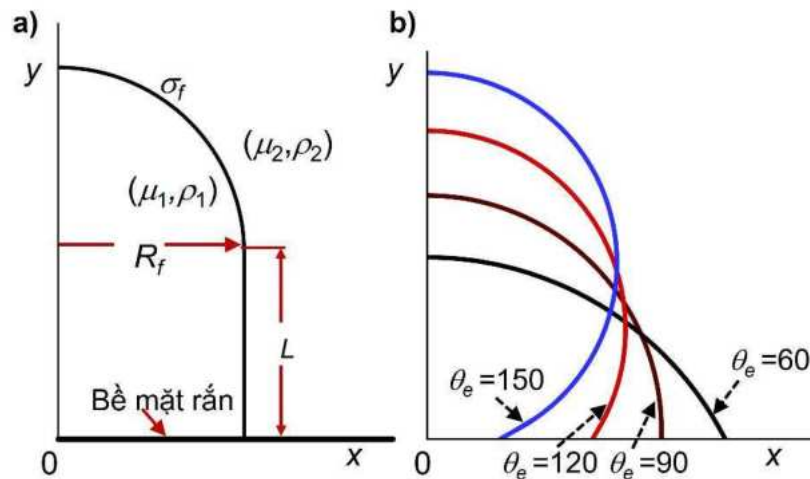 a)
y
σf
(μ2,ρ2)
(μ1,ρ1)
Rf
L
Bề mặt rắn
0
x
b)
y
θe=60
θe=150
θe=120
θe=90
0
x